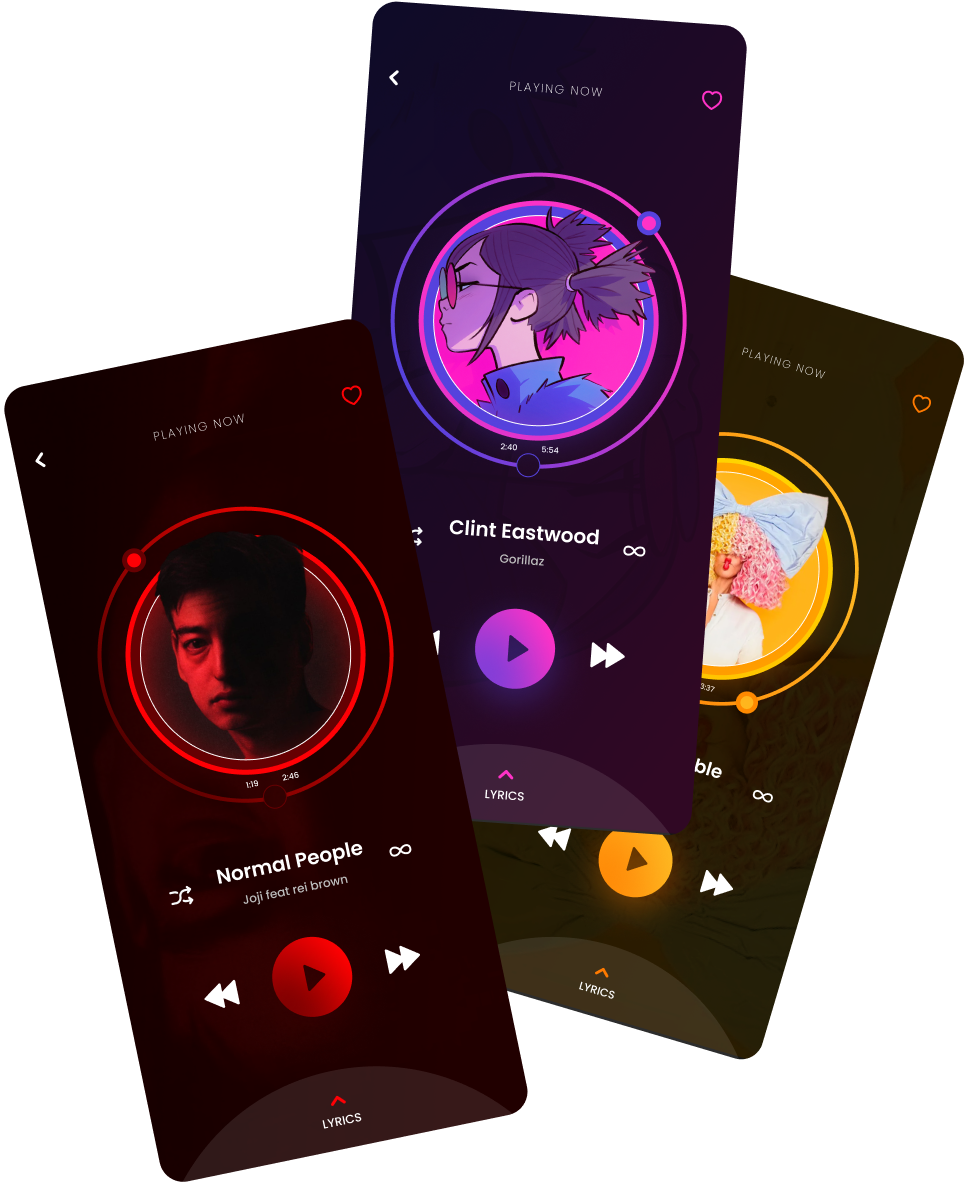 PLAYING NOW
2:40 5:54
Clint Eastwood
Gorillaz
LYRICS
PLAYING NOW
1:19 2:46
Normal People
Joji feat rei brown
LYRICS
PLAYING NOW
3:37
ble
LYRICS